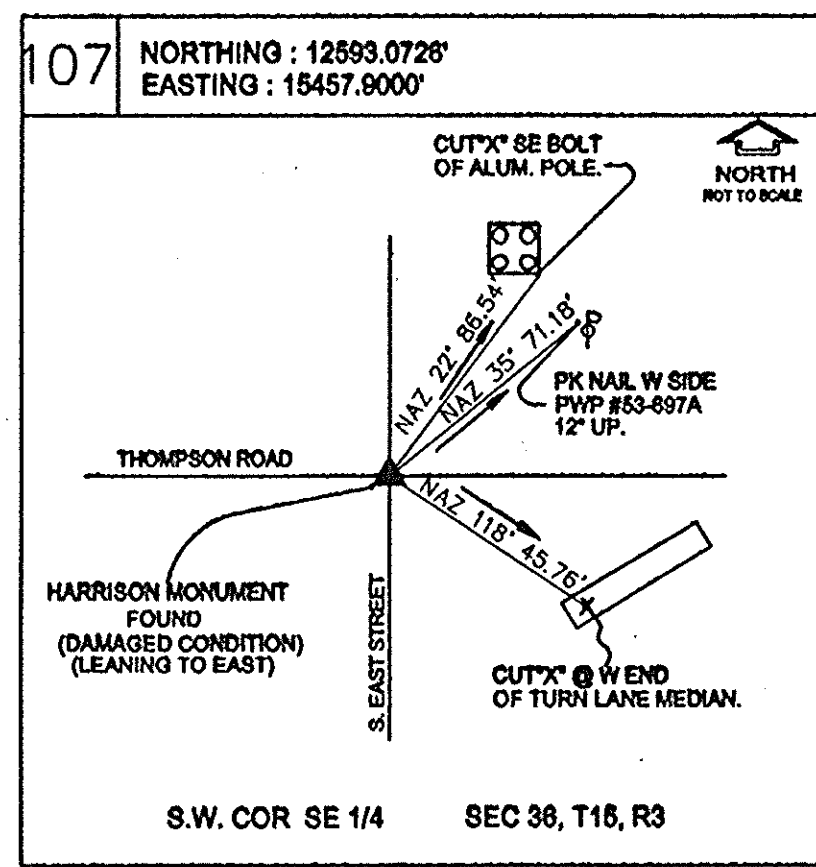 107
NORTHING : 12593.0726'
EASTING : 15457.9000'
CUT"X" SE BOLT
OF ALUM. POLE.
NORTH
NOT TO SCALE
NAZ 22° 86.54'
NAZ 35° 71.18'
PK NAIL W SIDE
PWP #53-697A
12" UP.
THOMPSON ROAD
NAZ 118° 45.76'
HARRISON MONUMENT
FOUND
(DAMAGED CONDITION)
(LEANING TO EAST)
S. EAST STREET
CUT"X" @ W END
OF TURN LANE MEDIAN.
S.W. COR SE 1/4 SEC 36, T15, R3